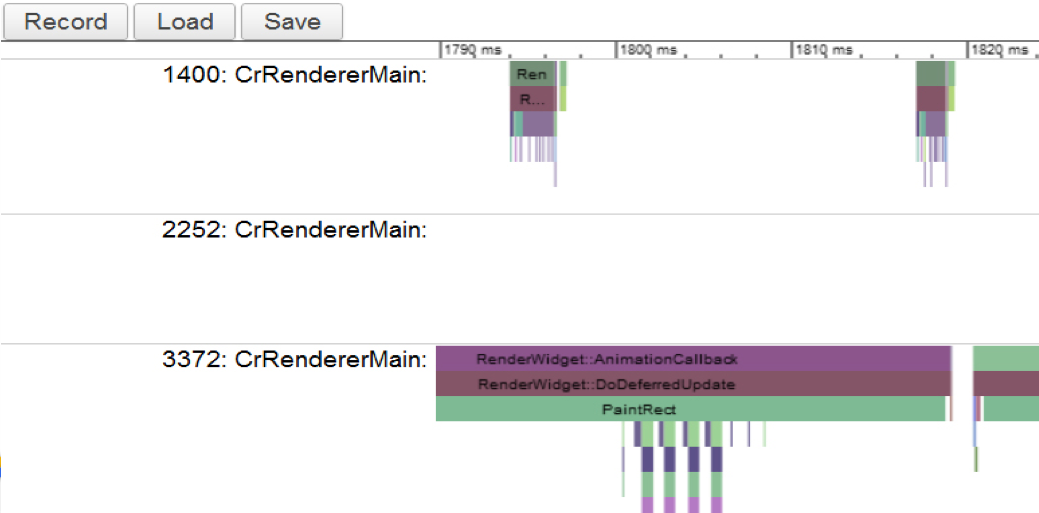 Record Load Save
1790 ms 1800 ms 1810 ms 1820 ms
1400: CrRendererMain:
Ren
R...
2252: CrRendererMain:
3372: CrRendererMain:
RenderWidget::AnimationCallback
RenderWidget::DoDeferredUpdate
PaintRect